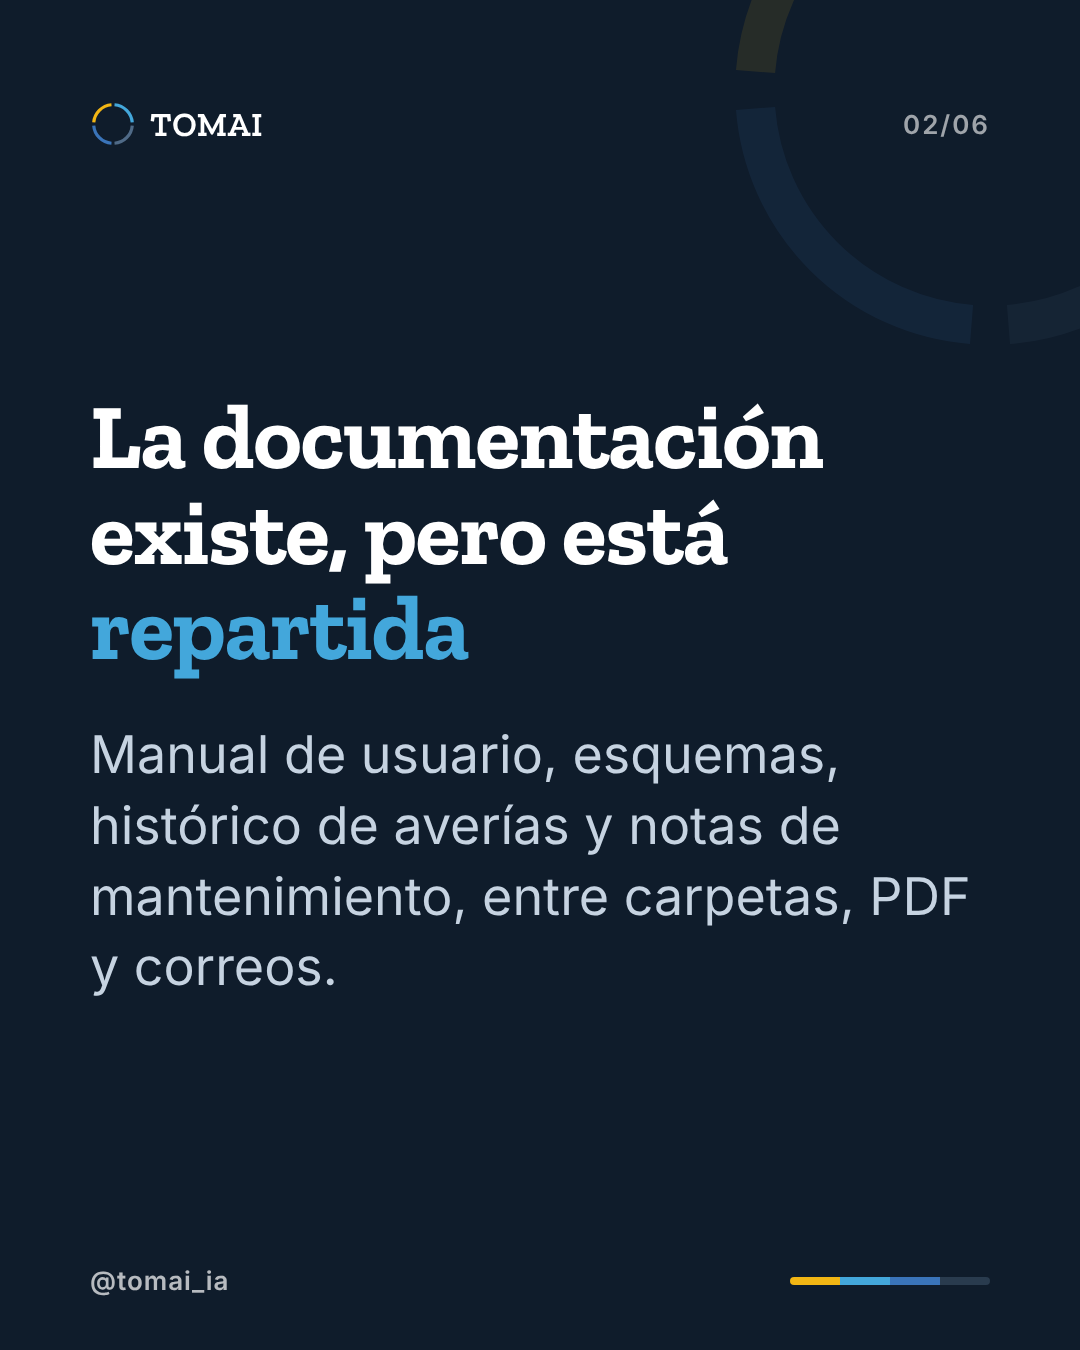 TOMAI
02/06
La documentación
existe, pero está
repartida
Manual de usuario, esquemas,
histórico de averías y notas de
mantenimiento, entre carpetas, PDF
y correos.
@tomai_ia